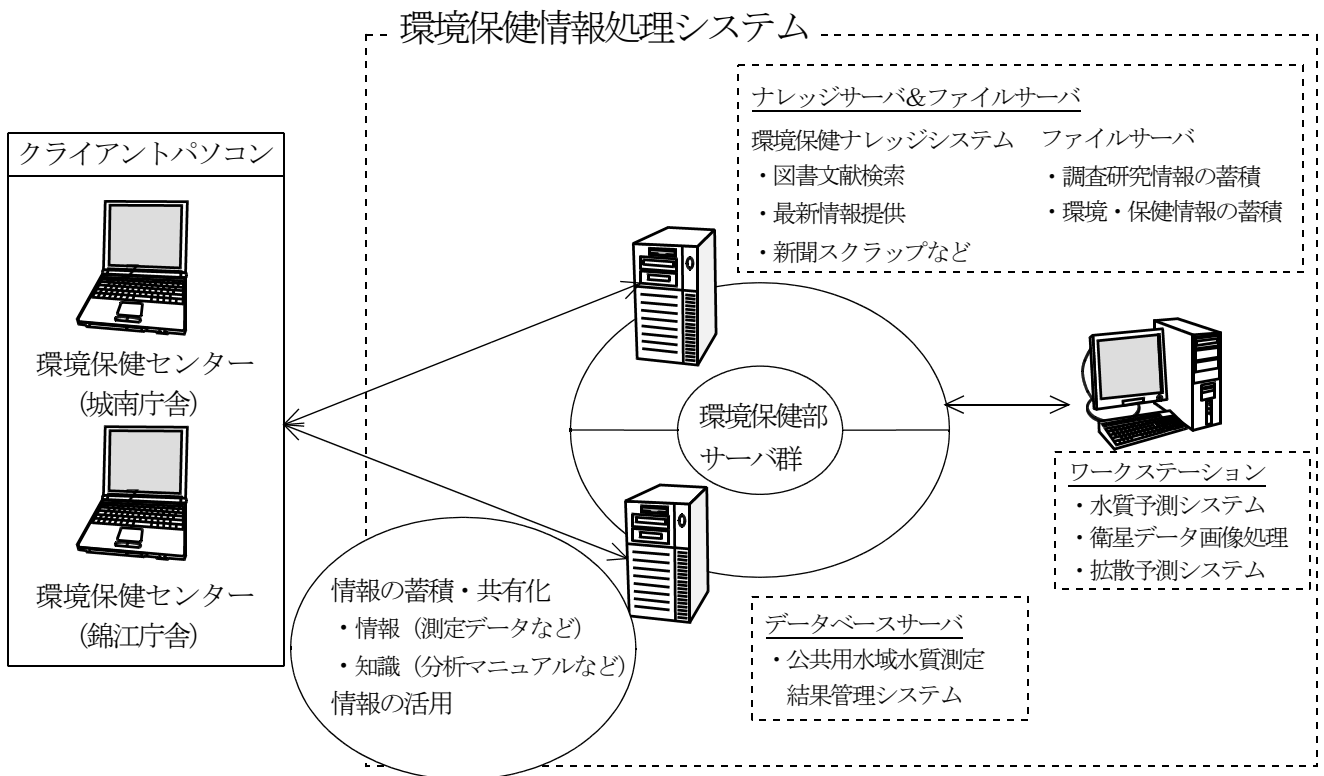 環境保健情報処理システム
クライアントパソコン
環境保健センター
(城南庁舎)
環境保健センター
(錦江庁舎)
ナレッジサーバ&ファイルサーバ
環境保健ナレッジシステム
・図書文献検索
・最新情報提供
・新聞スクラップなど
ファイルサーバ
・調査研究情報の蓄積
・環境・保健情報の蓄積
環境保健部
サーバ群
ワークステーション
・水質予測システム
・衛星データ画像処理
・拡散予測システム
情報の蓄積・共有化
・情報（測定データなど）
・知識（分析マニュアルなど）
情報の活用
データベースサーバ
・公共用水域水質測定
結果管理システム